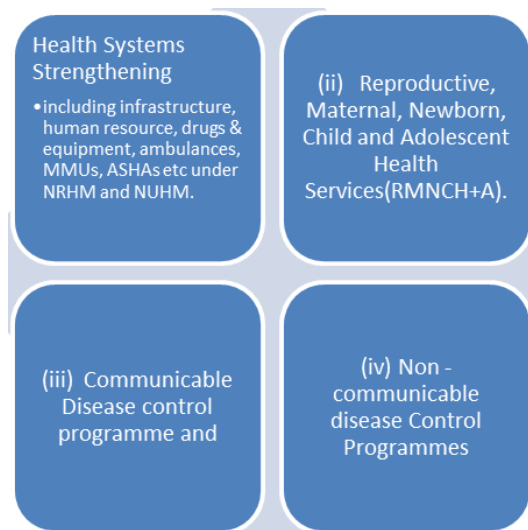 Health Systems
Strengthening
•including infrastructure,
human resource, drugs &
equipment, ambulances,
MMUs, ASHAs etc under
NRHM and NUHM.
(ii) Reproductive,
Maternal, Newborn,
Child and Adolescent
Health
Services(RMNCH+A).
(iii) Communicable
Disease control
programme and
(iv) Non -
communicable
disease Control
Programmes